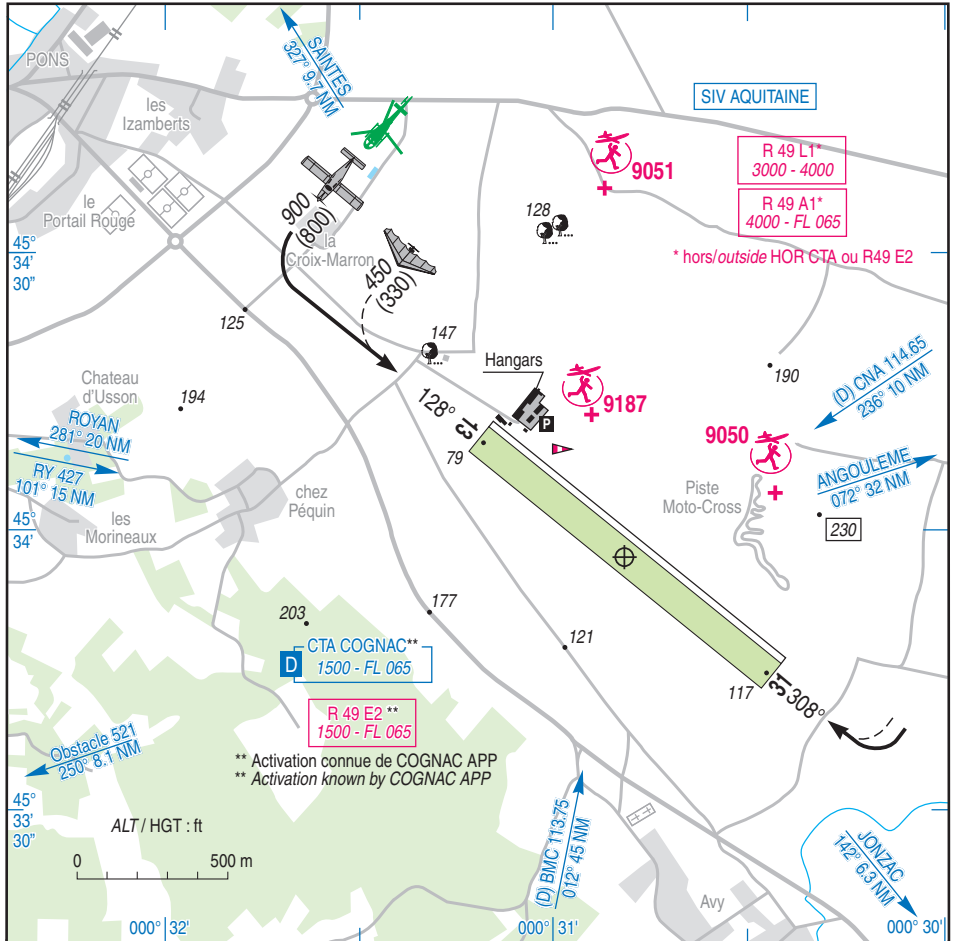 PONS
les
Izamberts
SAINTES
327° 9.7 NM
SIV AQUITAINE
9051
R 49 L1*
3000 - 4000
R 49 A1*
4000 - FL 065
* hors/outside HOR CTA ou R49 E2
128
le
Portail Rouge
900
(800)
la
Croix-Marron
450
(330)
45°
34'
30"
125
147
Hangars
190
(D) CNA 114.65
236° 10 NM
Chateau
d'Usson
194
9187
P
128°
13
79
9050
ROYAN
281° 20 NM
RY 427
101° 15 NM
ANGOULEME
072° 32 NM
chez
Péquin
Piste
Moto-Cross
les
Morineaux
45°
34'
230
203
177
121
CTA COGNAC**
D
1500 - FL 065
117
31
308°
R 49 E2 **
1500 - FL 065
** Activation connue de COGNAC APP
** Activation known by COGNAC APP
Obstacle 521
250° 8.1 NM
45°
33'
30"
ALT / HGT : ft
0 500 m
(D) BMC 113.75
012° 45 NM
Avy
JONZAC
142° 6.3 NM
000° 32'
000° 31'
000° 30'